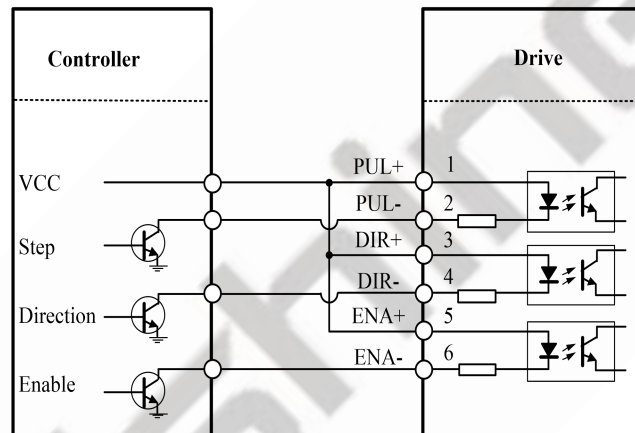 Controller
Drive
VCC
Step
Direction
Enable
PUL+ 1
PUL- 2
DIR+ 3
DIR- 4
ENA+ 5
ENA- 6